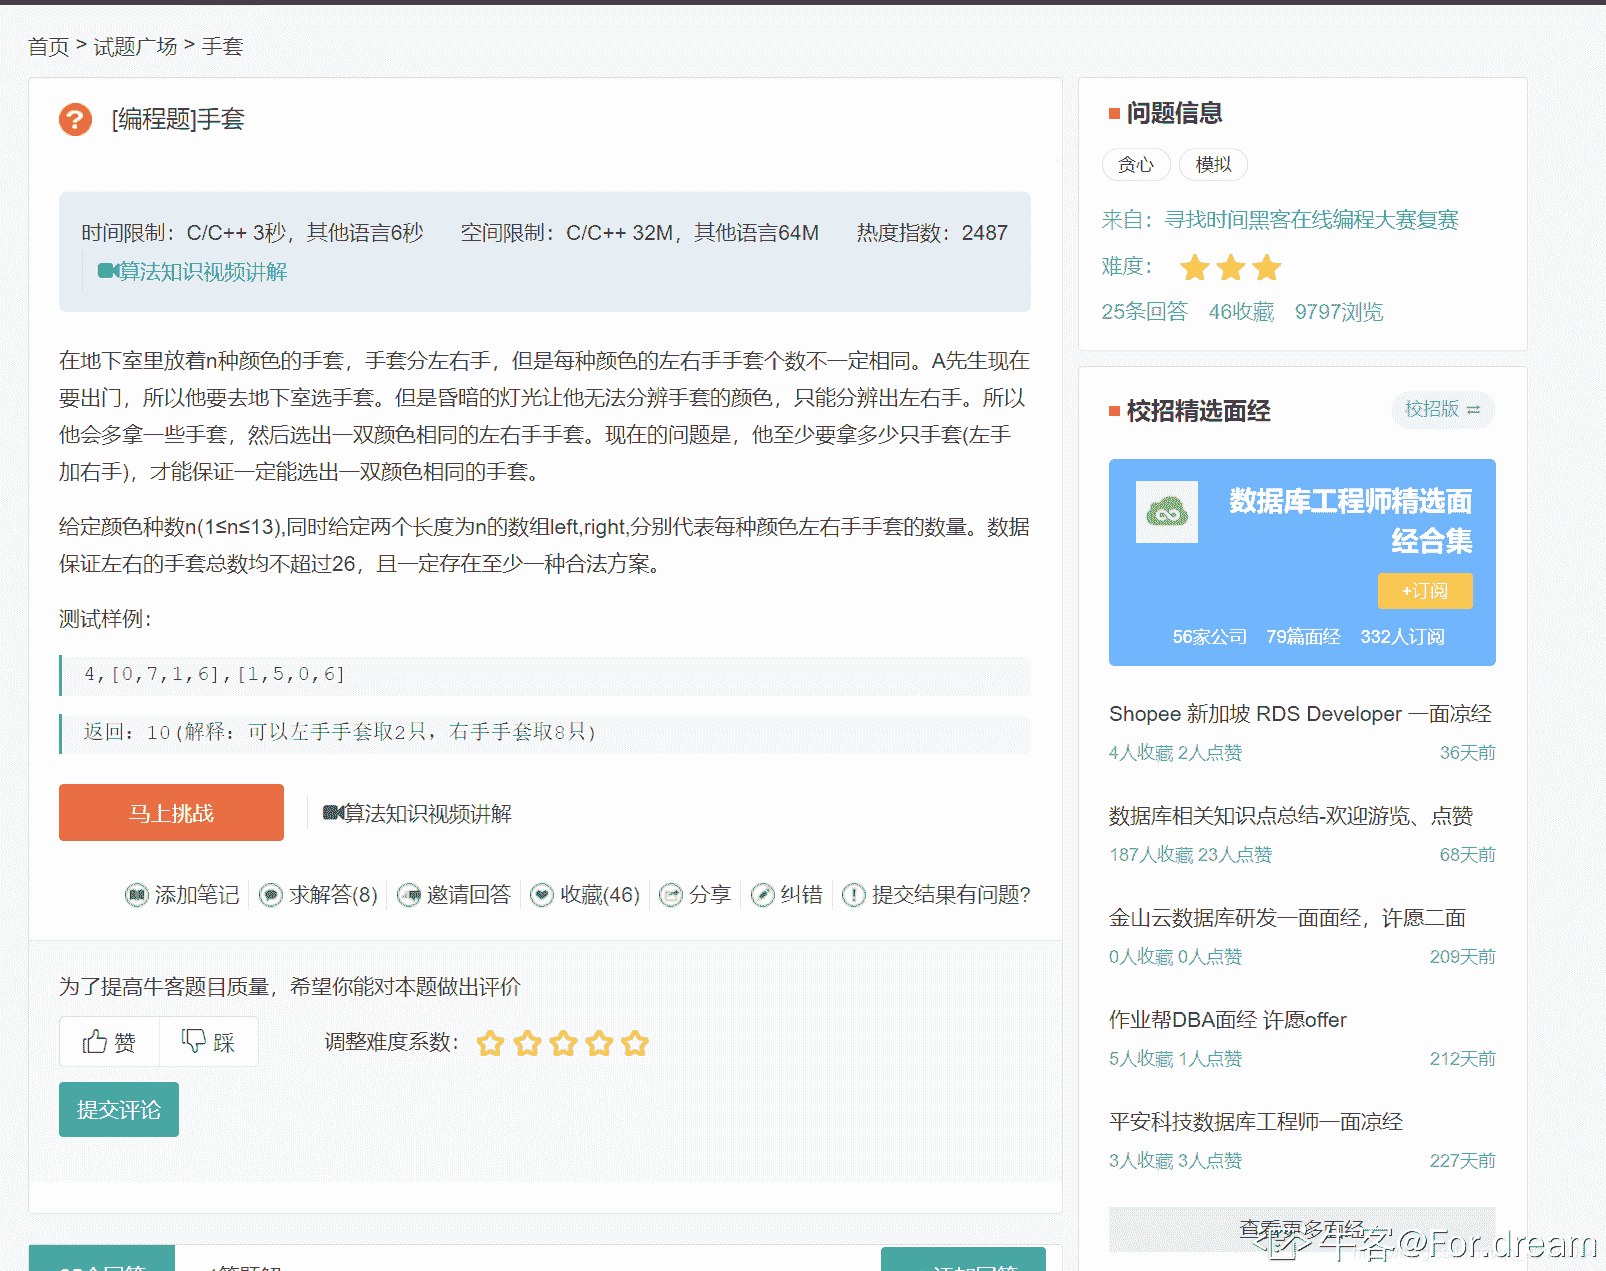 首页 > 试题广场 > 手套
[编程题]手套
时间限制：C/C++ 3秒，其他语言6秒 空间限制：C/C++ 32M，其他语言64M 热度指数：2487
算法知识视频讲解
在地下室里放着n种颜色的手套，手套分左右手，但是每种颜色的左右手手套个数不一定相同。A先生现在
要出门，所以他要去地下室选手套。但是昏暗的灯光让他无法分辨手套的颜色，只能分辨出左右手。所以
他会多拿一些手套，然后选出一双颜色相同的左右手手套。现在的问题是，他至少要拿多少只手套(左手
加右手)，才能保证一定能选出一双颜色相同的手套。
给定颜色种数n(1≤n≤13),同时给定两个长度为n的数组left,right,分别代表每种颜色左右手手套的数量。数据
保证左右的手套总数均不超过26，且一定存在至少一种合法方案。
测试样例：
4,[0,7,1,6],[1,5,0,6]
返回：10(解释：可以左手手套取2只，右手手套取8只)
马上挑战
算法知识视频讲解
添加笔记 求解答(8) 邀请回答 收藏(46) 分享 纠错 提交结果有问题?
为了提高牛客题目质量，希望你能对本题做出评价
赞 踩 调整难度系数：
提交评论
问题信息
贪心 模拟
来自：寻找时间黑客在线编程大赛复赛
难度：
25条回答 46收藏 9797浏览
校招精选面经 校招版
数据库工程师精选面
经合集
+订阅
56家公司 79篇面经 332人订阅
Shopee 新加坡 RDS Developer 一面凉经
4人收藏 2人点赞 36天前
数据库相关知识点总结-欢迎游览、点赞
187人收藏 23人点赞 68天前
金山云数据库研发一面面经，许愿二面
0人收藏 0人点赞 209天前
作业帮DBA面经 许愿offer
5人收藏 1人点赞 212天前
平安科技数据库工程师一面凉经
3人收藏 3人点赞 227天前
查看更多面经
牛客@For.dream